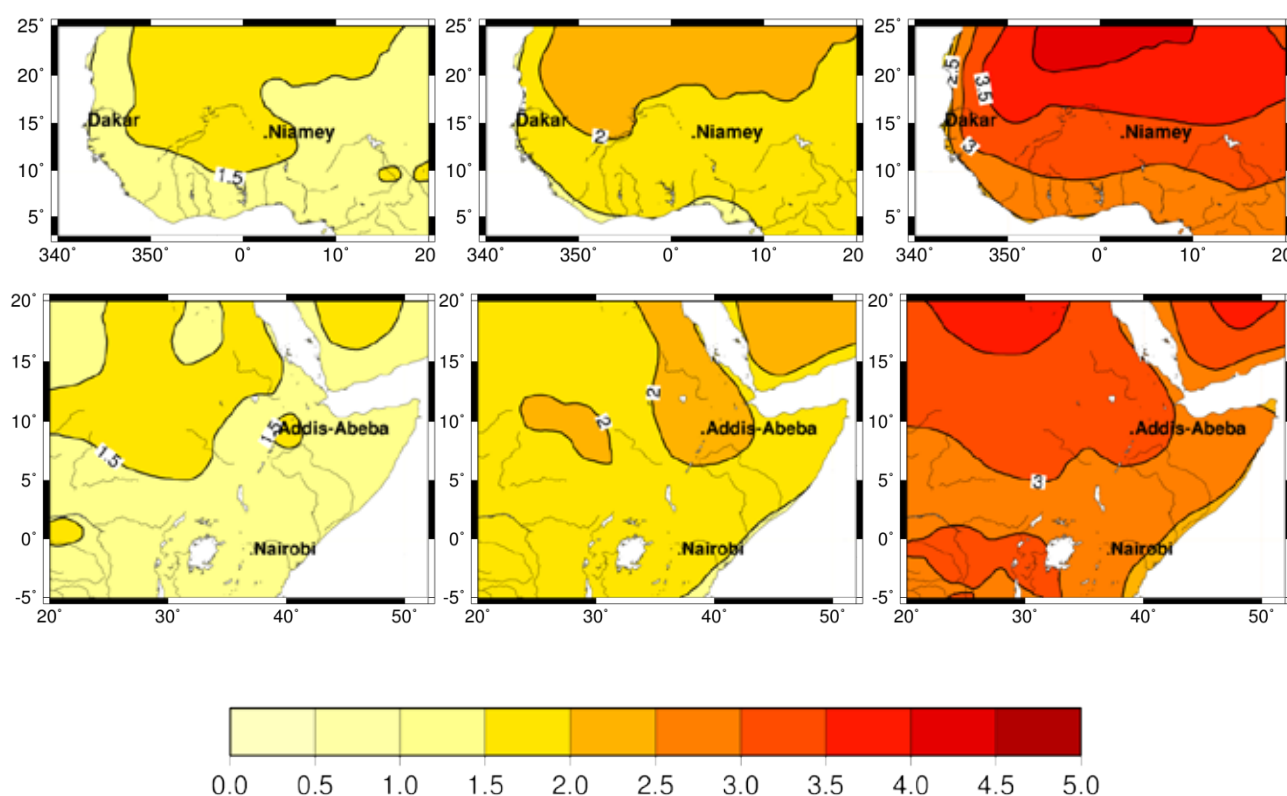 25° 25° 25°
20° 20° 20°
15° 15° 15°
10° 10° 10°
5° 5° 5°
Dakar .Niamey 1.5
Dakar .Niamey 2
Dakar .Niamey 3.5 3
340° 350° 0° 10° 20
340° 350° 0° 10° 20
340° 350° 0° 10° 20
20° 20° 20°
15° 15° 15°
10° 10° 10°
5° 5° 5°
0° 0° 0°
-5° -5° -5°
1.5 1.5 Addis-Abeba .Nairobi
2 2 .Addis-Abeba .Nairobi
3 .Addis-Abeba .Nairobi
20° 30° 40° 50°
20° 30° 40° 50°
20° 30° 40° 50°
0.0 0.5 1.0 1.5 2.0 2.5 3.0 3.5 4.0 4.5 5.0